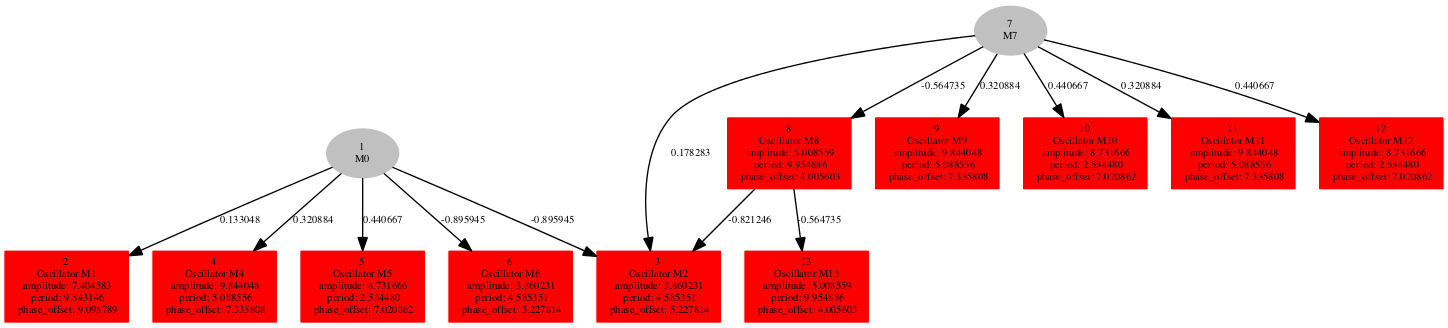 7
M7
0.178283
-0.564735
0.320884
0.440667
0.320884
0.440667
8
Oscillator M8
amplitude: 5.008559
period: 9.954886
phase_offset: 4.005603
9
Oscillator M9
amplitude: 9.844048
period: 5.088556
phase_offset: 7.335808
10
Oscillator M10
amplitude: 8.731666
period: 2.534480
phase_offset: 7.020862
11
Oscillator M11
amplitude: 9.844048
period: 5.088556
phase_offset: 7.335808
12
Oscillator M12
amplitude: 8.731666
period: 2.534480
phase_offset: 7.020862
1
M0
0.133048
0.320884
0.440667
-0.895945
-0.895945
-0.821246
-0.564735
2
Oscillator M1
amplitude: 7.404583
period: 9.843146
phase_offset: 9.098789
4
Oscillator M4
amplitude: 9.844048
period: 5.088556
phase_offset: 7.335808
5
Oscillator M5
amplitude: 8.731666
period: 2.534480
phase_offset: 7.020862
6
Oscillator M6
amplitude: 3.860231
period: 4.585351
phase_offset: 5.227814
3
Oscillator M2
amplitude: 3.860231
period: 4.585351
phase_offset: 5.227814
13
Oscillator M13
amplitude: 5.008559
period: 9.954886
phase_offset: 4.005603